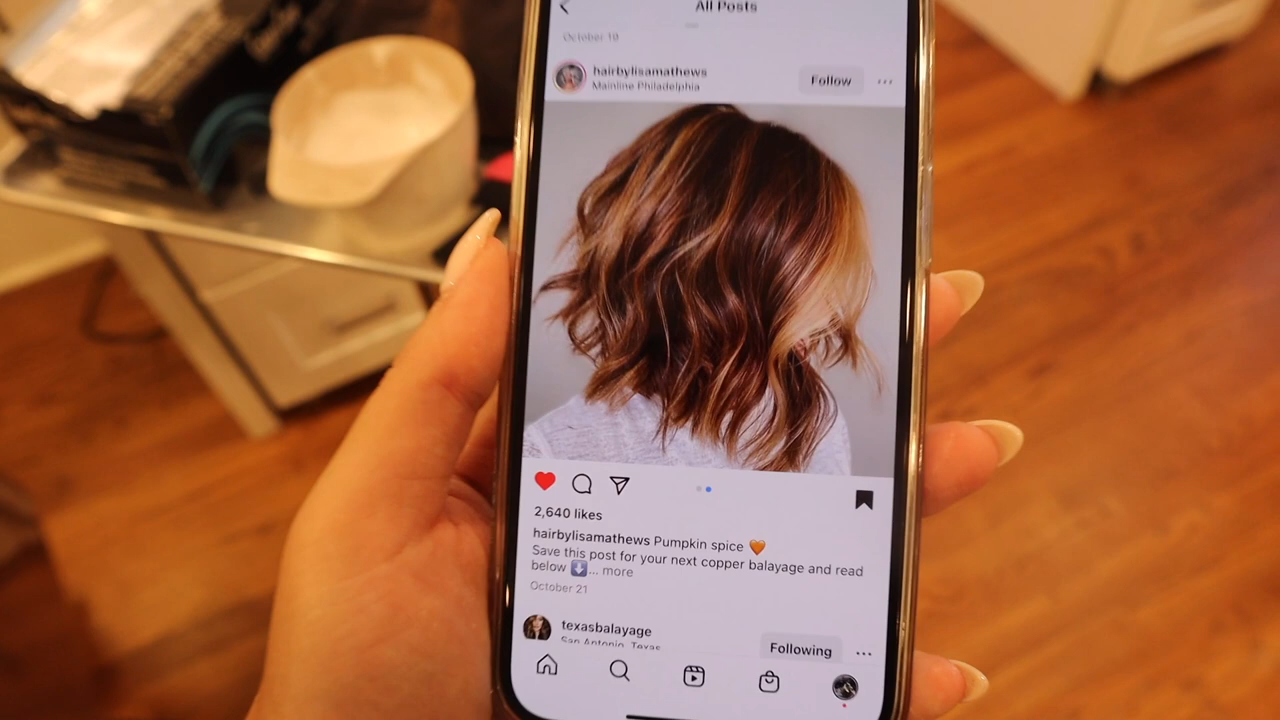 All Posts
October 19
hairbylisamathews
Mainline Philadelphia
Follow
2,640 likes
hairbylisamathews Pumpkin spice 🧡
Save this post for your next copper balayage and read
below ⬇️... more
October 21
texasbalayage
San Antonio, Texas
Following